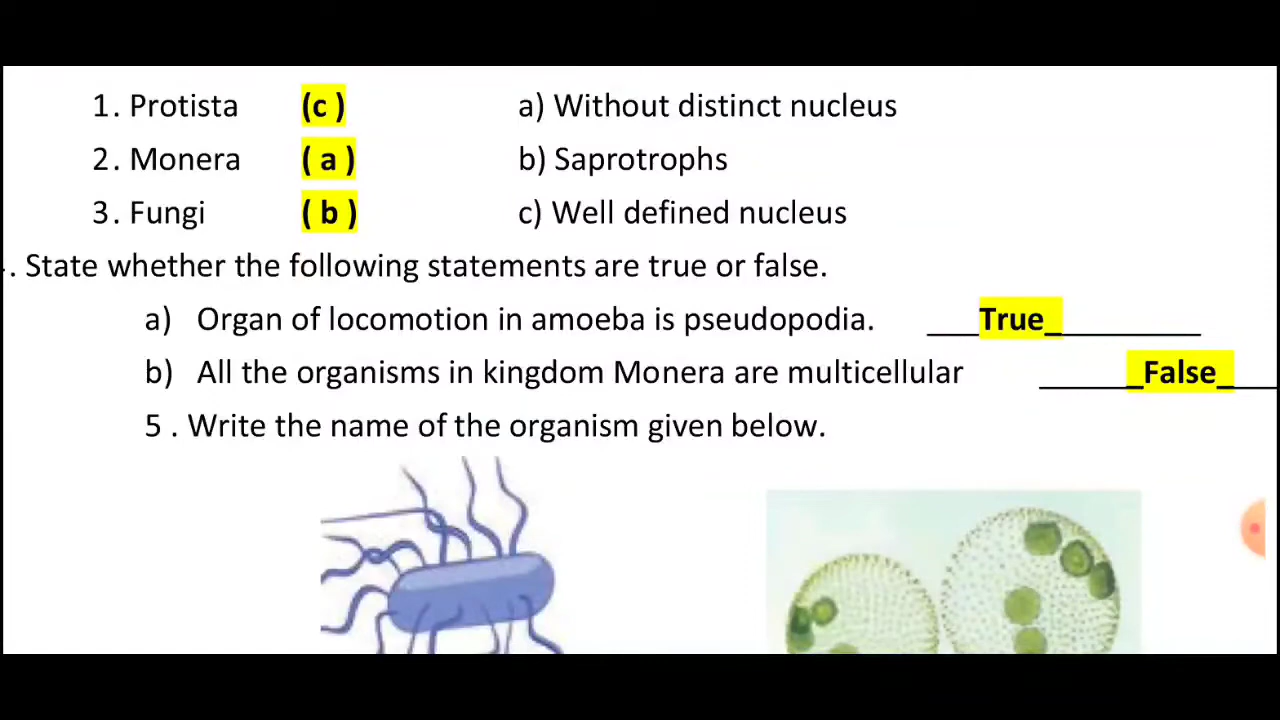 1. Protista (c ) a) Without distinct nucleus
2. Monera ( a ) b) Saprotrophs
3. Fungi ( b ) c) Well defined nucleus
. State whether the following statements are true or false.
a) Organ of locomotion in amoeba is pseudopodia. ___True_________
b) All the organisms in kingdom Monera are multicellular ______False___
5 . Write the name of the organism given below.